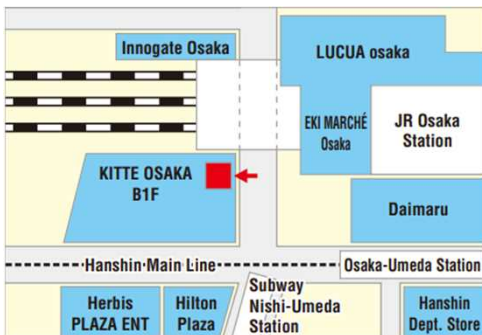 Innogate Osaka
LUCUA osaka
EKI MARCHÉ
Osaka
JR Osaka
Station
KITTE OSAKA
B1F
Daimaru
Hanshin Main Line
Osaka-Umeda Station
Subway
Nishi-Umeda
Station
Herbis
PLAZA ENT
Hilton
Plaza
Hanshin
Dept. Store